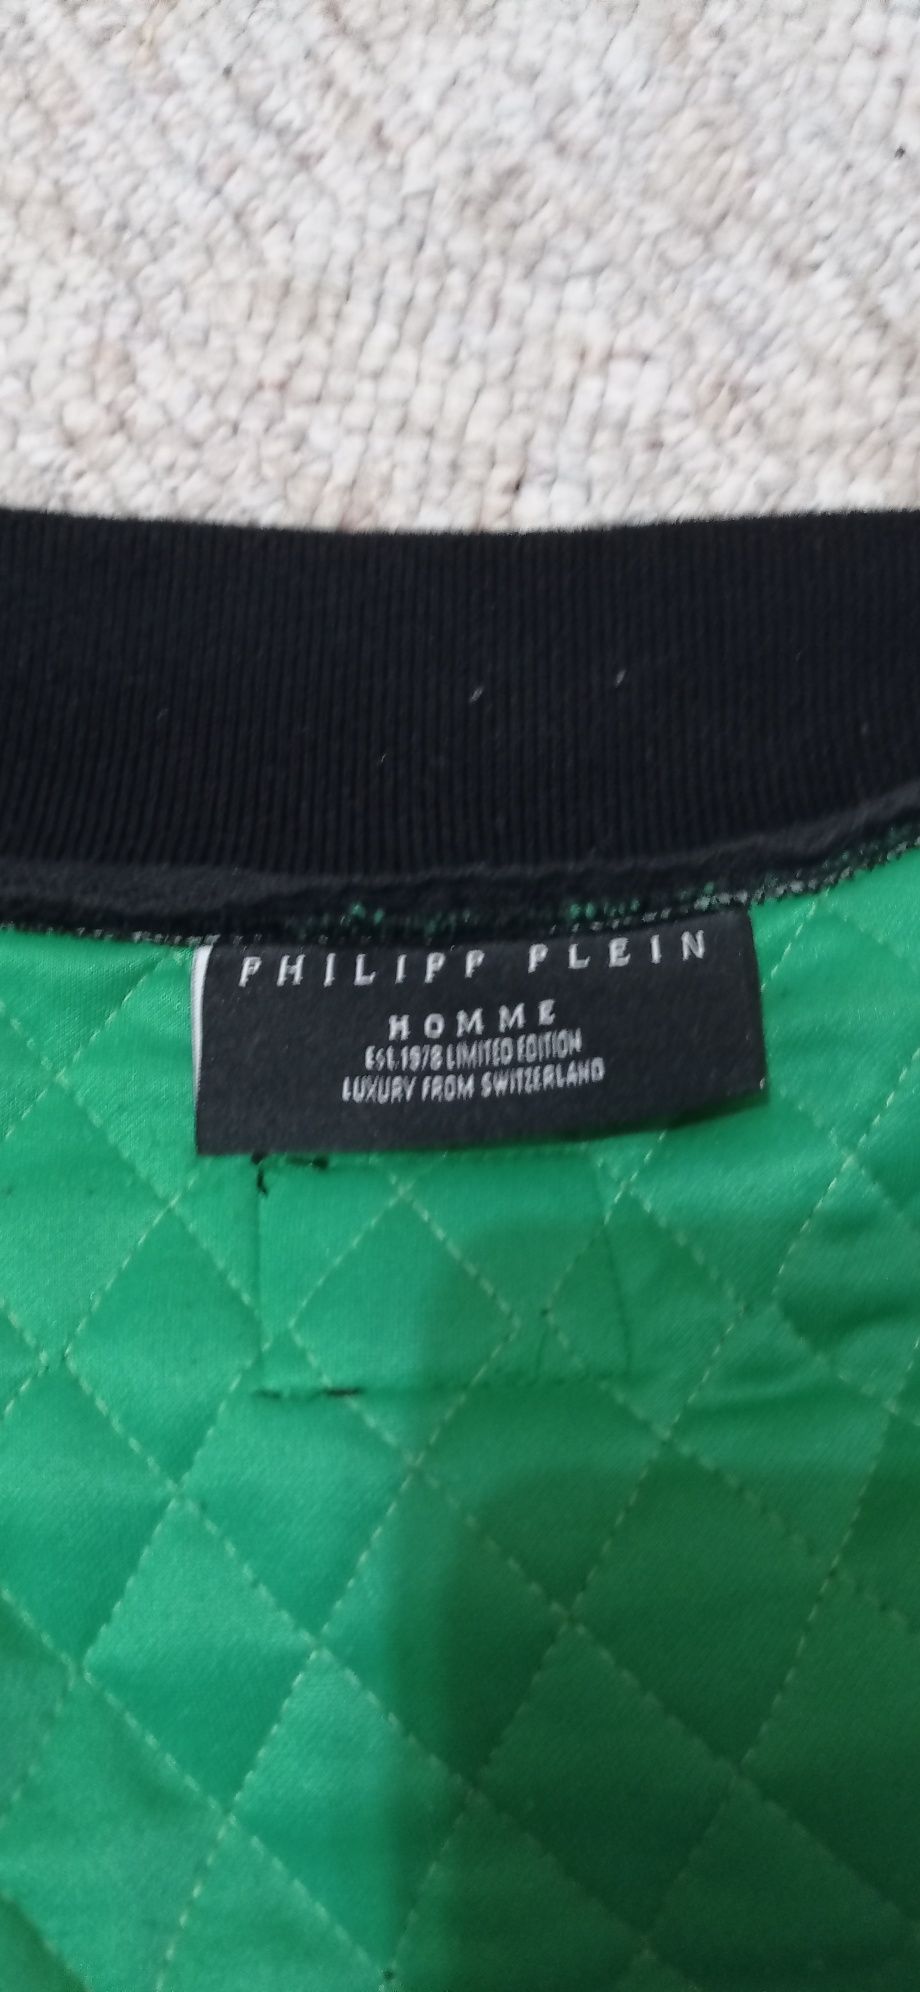 PHILIPP PLEIN
HOMME
EST.1978 LIMITED EDITION
LUXURY FROM SWITZERLAND